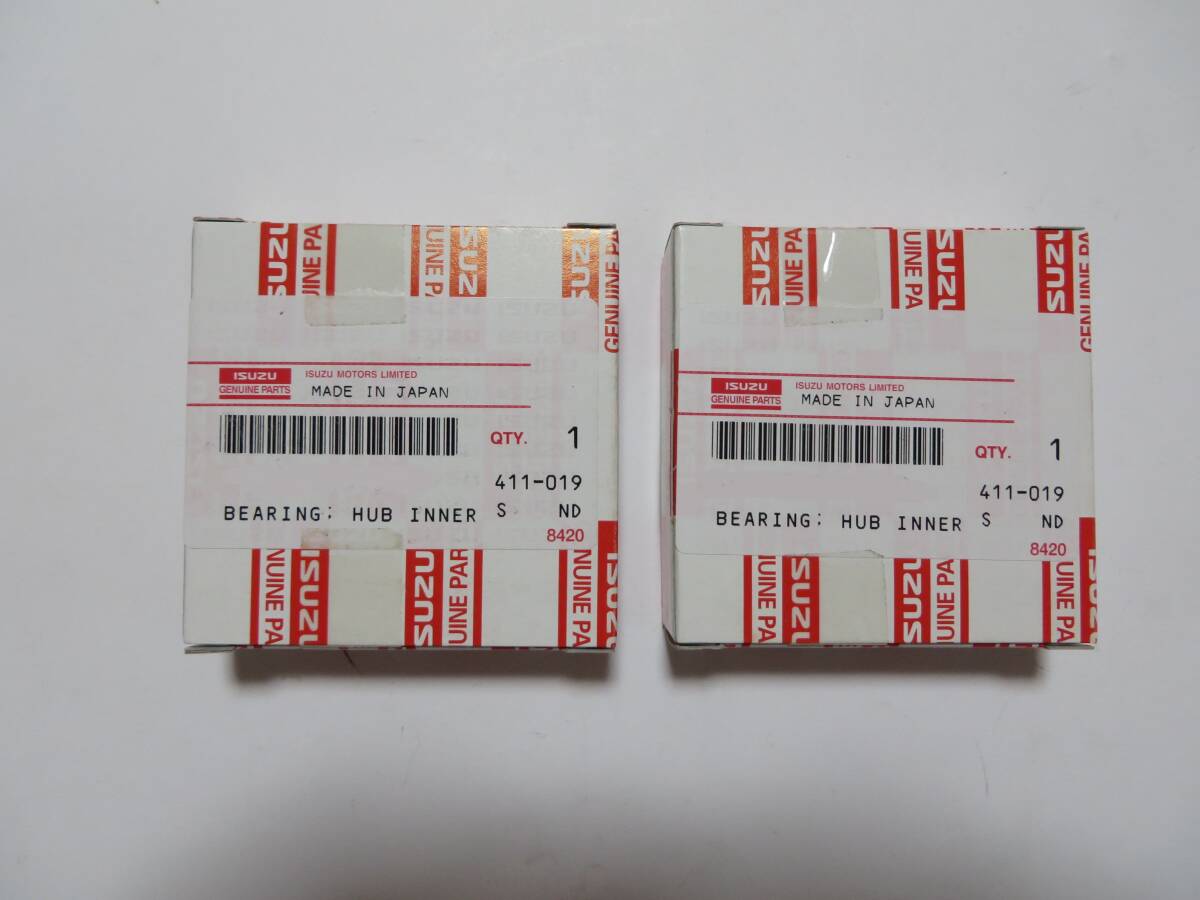 ISUZU
GENUINE PARTS
ISUZU MOTORS LIMITED
MADE IN JAPAN
QTY. 1
411-019
BEARING; HUB INNER S ND
8420
ISUZU
GENUINE PARTS
ISUZU MOTORS LIMITED
MADE IN JAPAN
QTY. 1
411-019
BEARING; HUB INNER S ND
8420